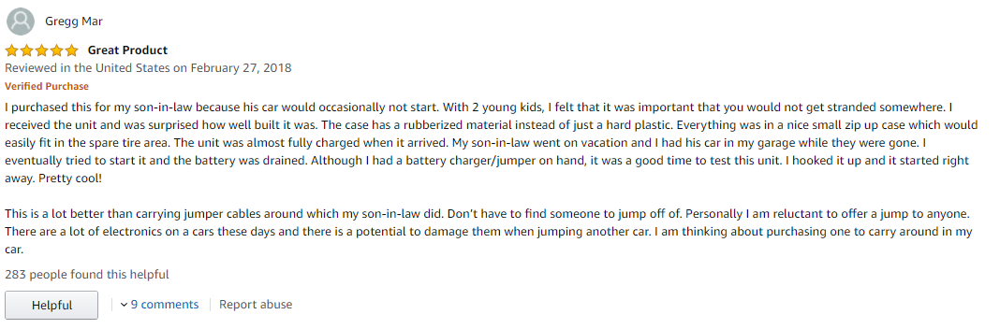 Gregg Mar
Great Product
Reviewed in the United States on February 27, 2018
Verified Purchase
I purchased this for my son-in-law because his car would occasionally not start. With 2 young kids, I felt that it was important that you would not get stranded somewhere. I
received the unit and was surprised how well built it was. The case has a rubberized material instead of just a hard plastic. Everything was in a nice small zip up case which would
easily fit in the spare tire area. The unit was almost fully charged when it arrived. My son-in-law went on vacation and I had his car in my garage while they were gone. I
eventually tried to start it and the battery was drained. Although I had a battery charger/jumper on hand, it was a good time to test this unit. I hooked it up and it started right
away. Pretty cool!
This is a lot better than carrying jumper cables around which my son-in-law did. Don't have to find someone to jump off of. Personally I am reluctant to offer a jump to anyone.
There are a lot of electronics on a cars these days and there is a potential to damage them when jumping another car. I am thinking about purchasing one to carry around in my
car.
283 people found this helpful
Helpful
9 comments
Report abuse